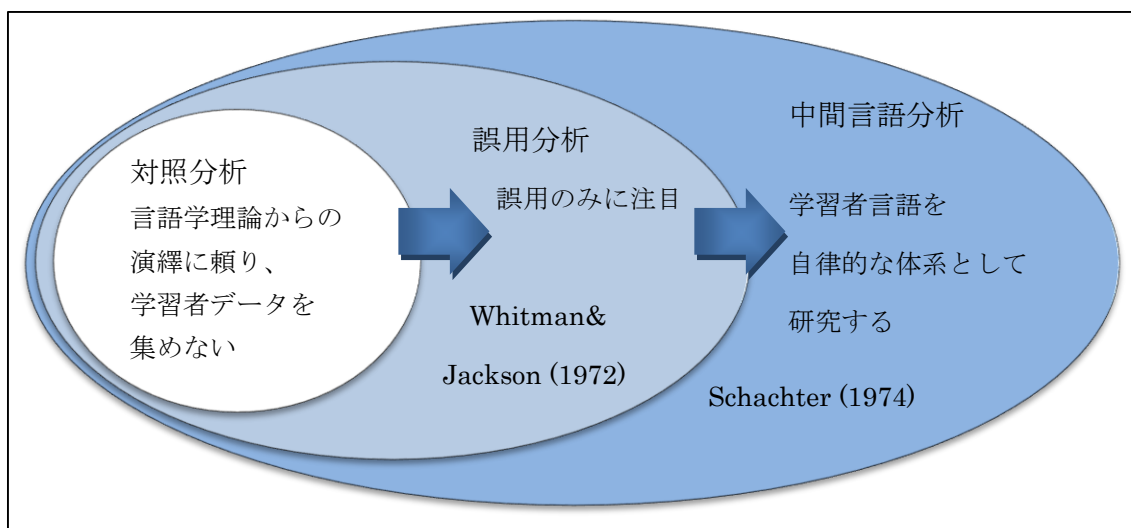 対照分析
言語学理論からの
演繹に頼り、
学習者データを
集めない
誤用分析
誤用のみに注目
Whitman&
Jackson (1972)
中間言語分析
学習者言語を
自律的な体系として
研究する
Schachter (1974)